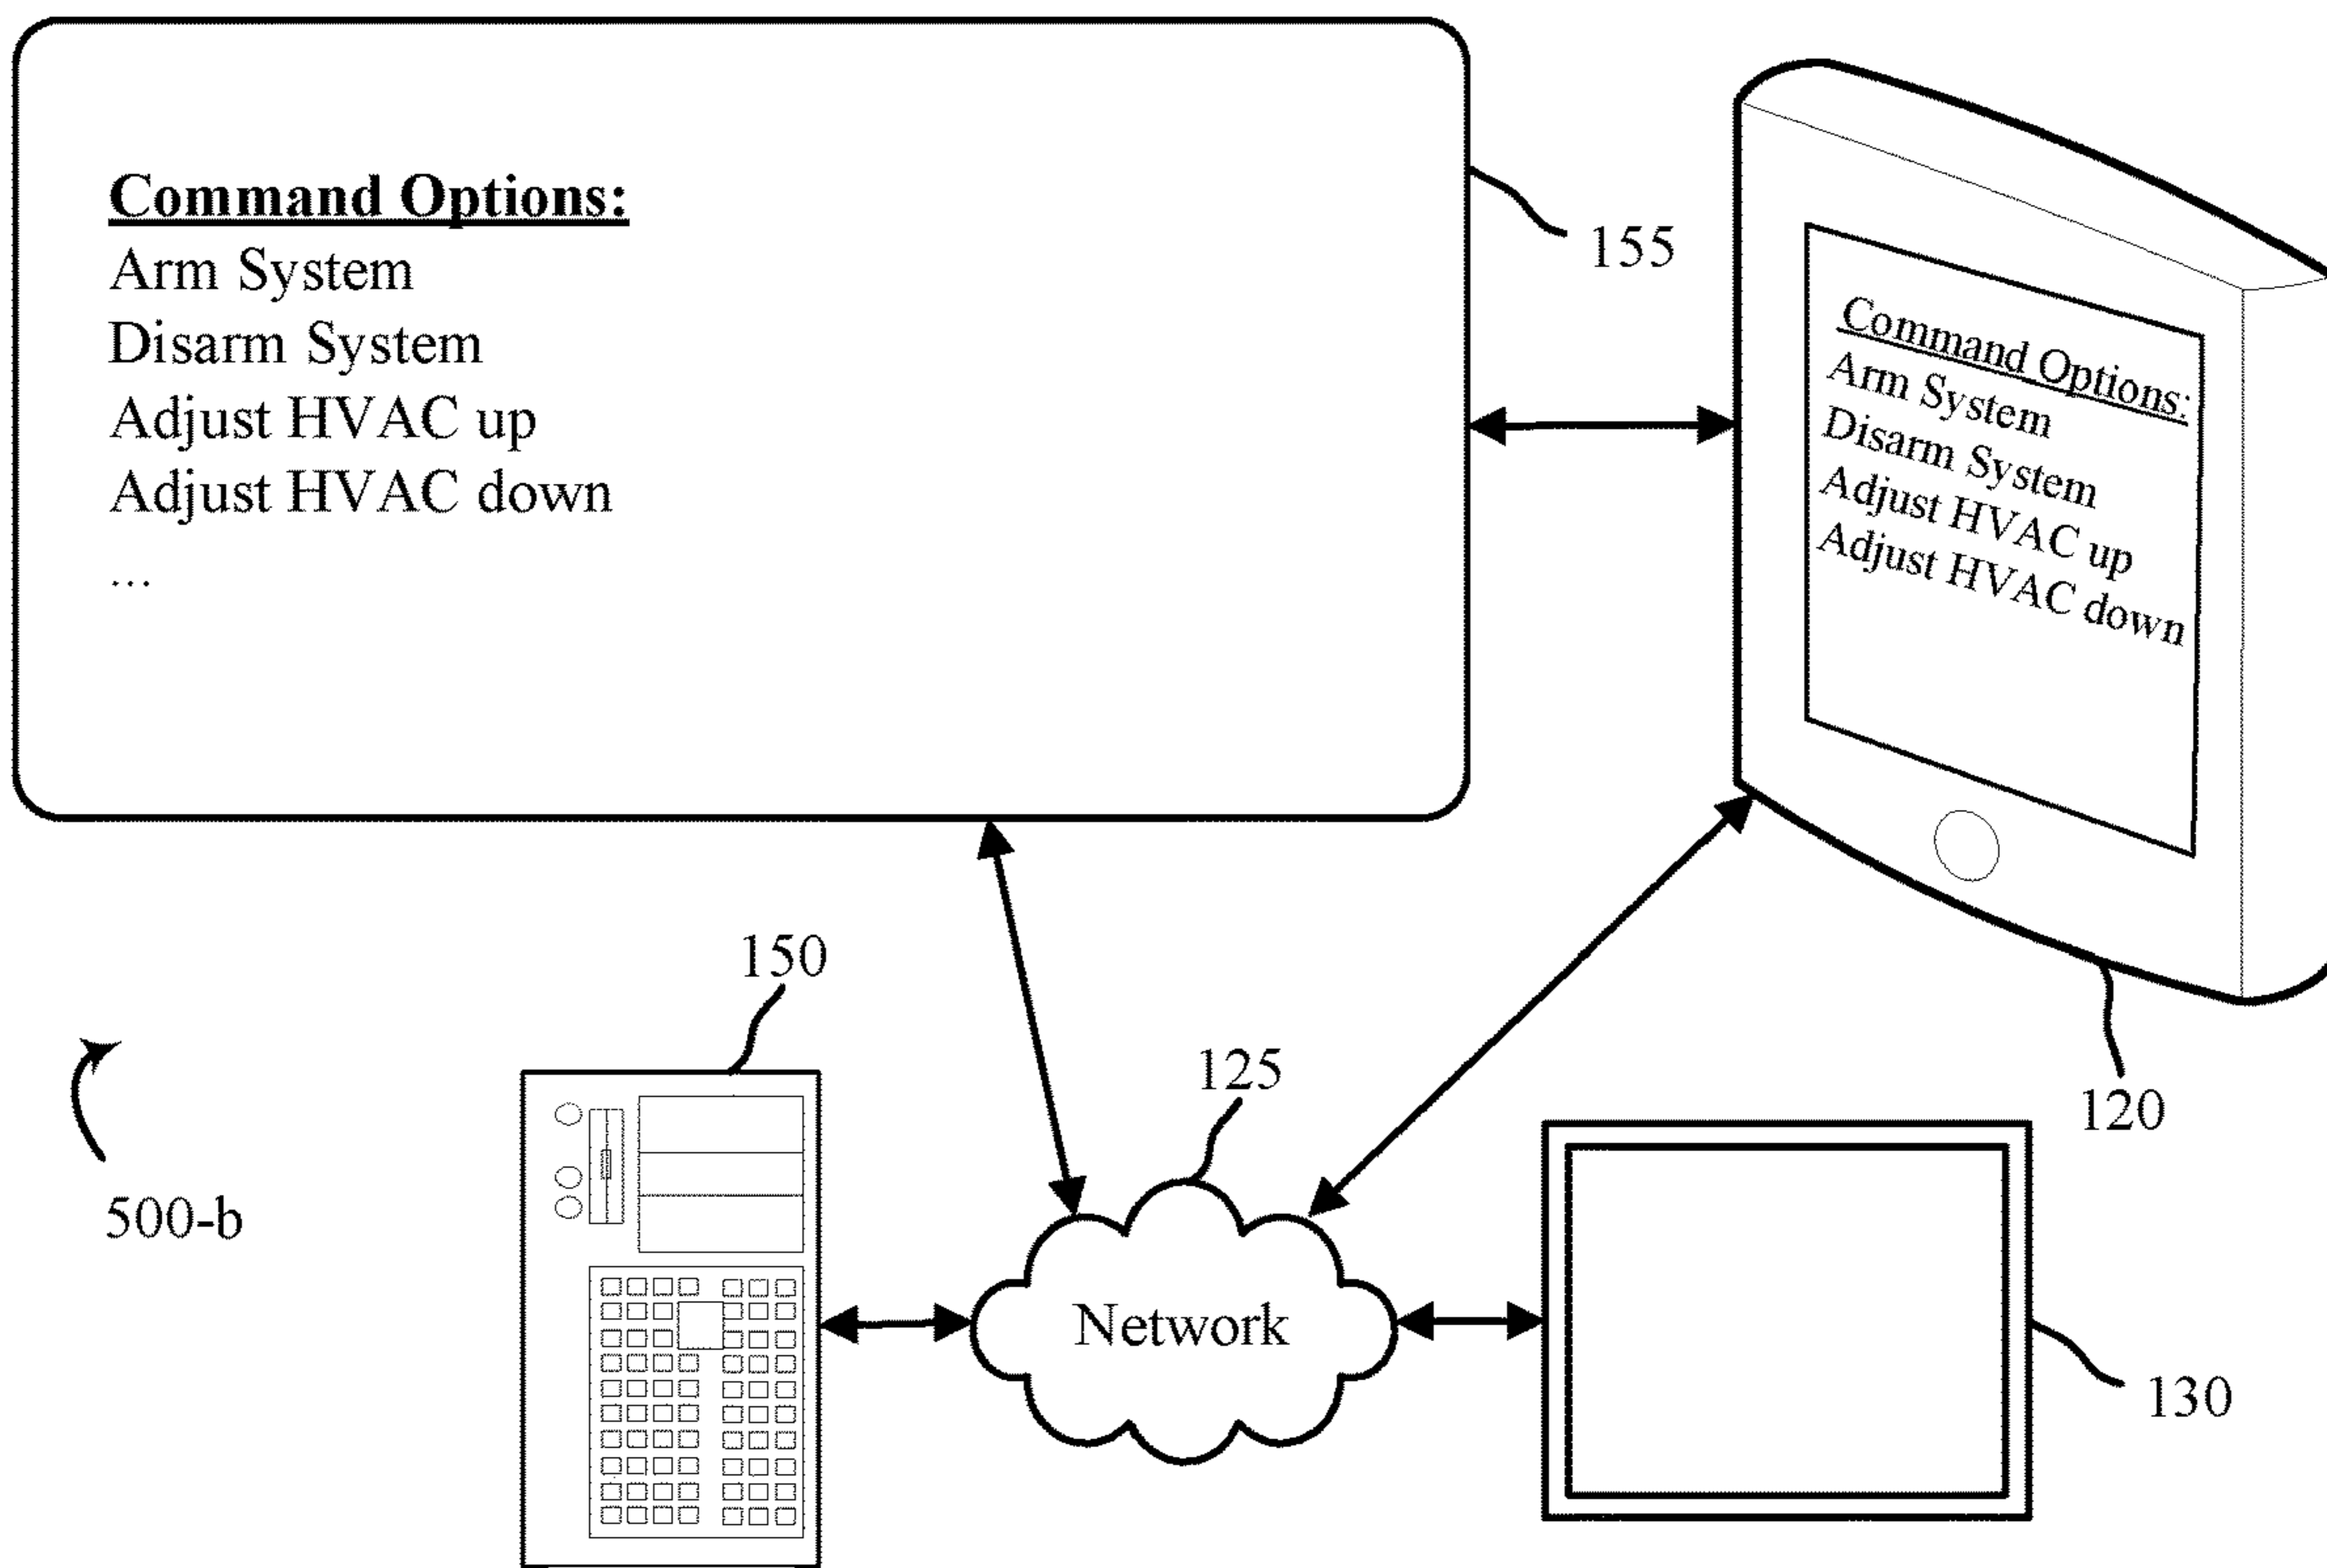 Command Options:
Arm System
Disarm System
Adjust HVAC up
Adjust HVAC down
...
155
Command Options:
Arm System
Disarm System
Adjust HVAC up
Adjust HVAC down
150
125
120
500-b
Network
130